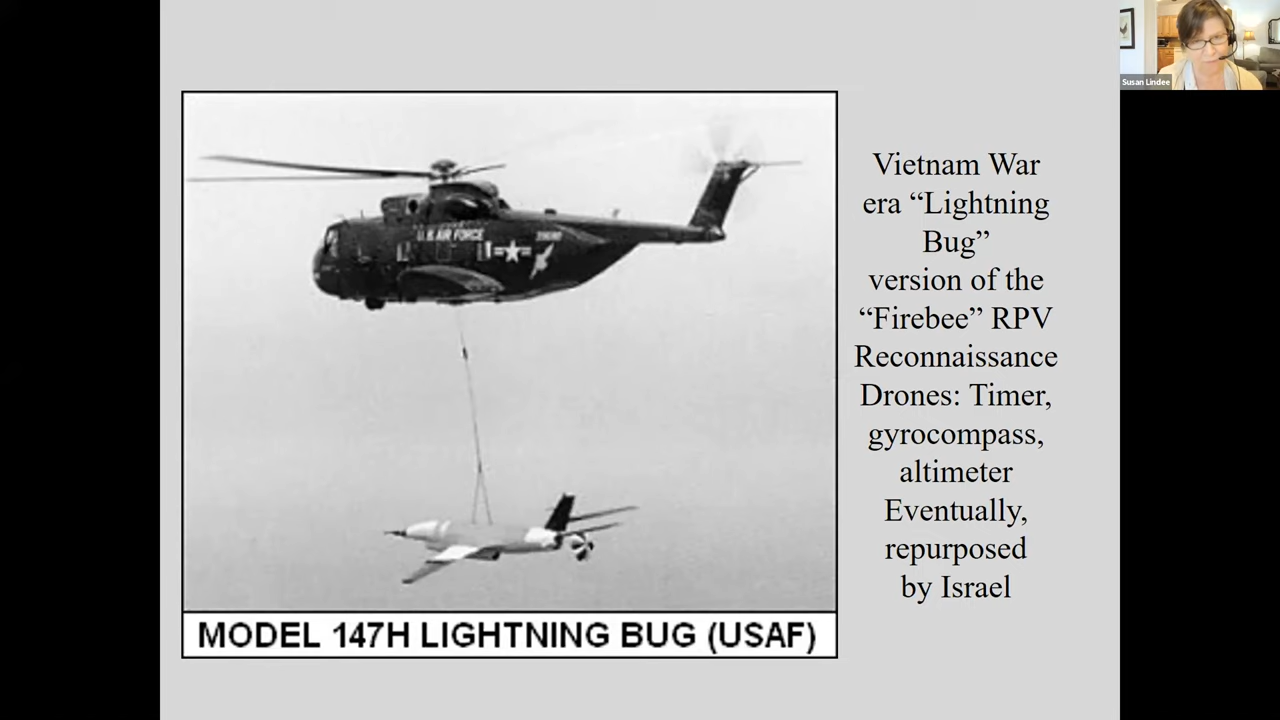 Susan Lindee
U.S. AIR FORCE
Vietnam War
era “Lightning
Bug”
version of the
“Firebee” RPV
Reconnaissance
Drones: Timer,
gyrocompass,
altimeter
Eventually,
repurposed
by Israel
MODEL 147H LIGHTNING BUG (USAF)